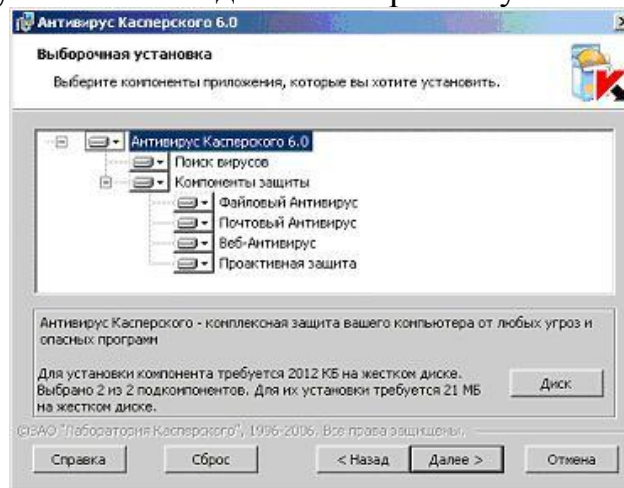 Антивирус Касперского 6.0
Выборочная установка
Выберите компоненты приложения, которые вы хотите установить.
Антивирус Касперского 6.0
Поиск вирусов
Компоненты защиты
Файловый Антивирус
Почтовый Антивирус
Веб-Антивирус
Проактивная защита
Антивирус Касперского - комплексная защита вашего компьютера от любых угроз и
опасных программ
Для установки компонента требуется 2012 КБ на жестком диске.
Выбрано 2 из 2 подкомпонентов. Для их установки требуется 21 МБ
на жестком диске.
Диск
©ЗАО "Лаборатория Касперского", 1996-2006. Все права защищены.
Справка
Сброс
< Назад
Далее >
Отмена